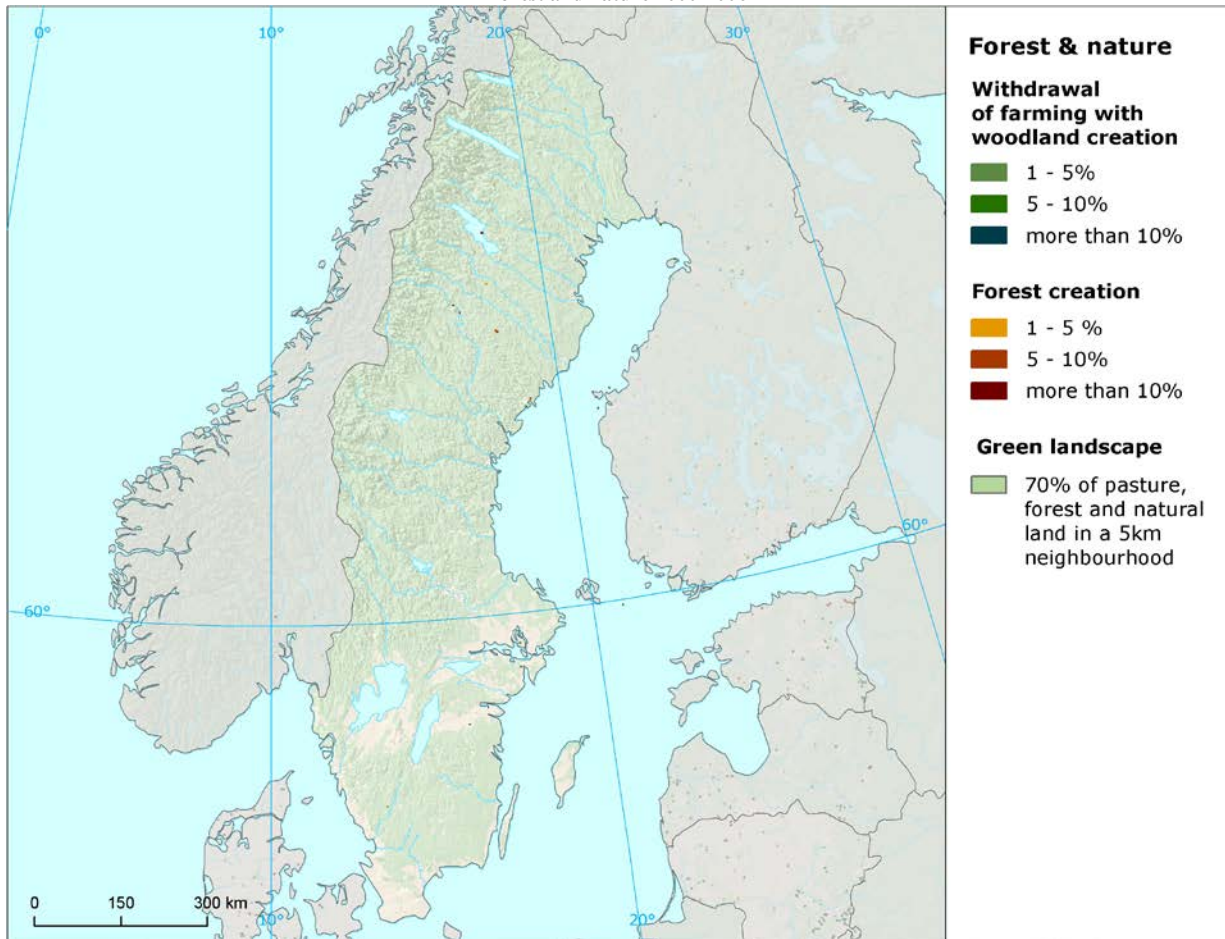 0°
10°
20°
30°
60°
60°
10°
20°
0 150 300 km
Forest & nature
Withdrawal
of farming with
woodland creation
1 - 5%
5 - 10%
more than 10%
Forest creation
1 - 5 %
5 - 10%
more than 10%
Green landscape
70% of pasture,
forest and natural
land in a 5km
neighbourhood